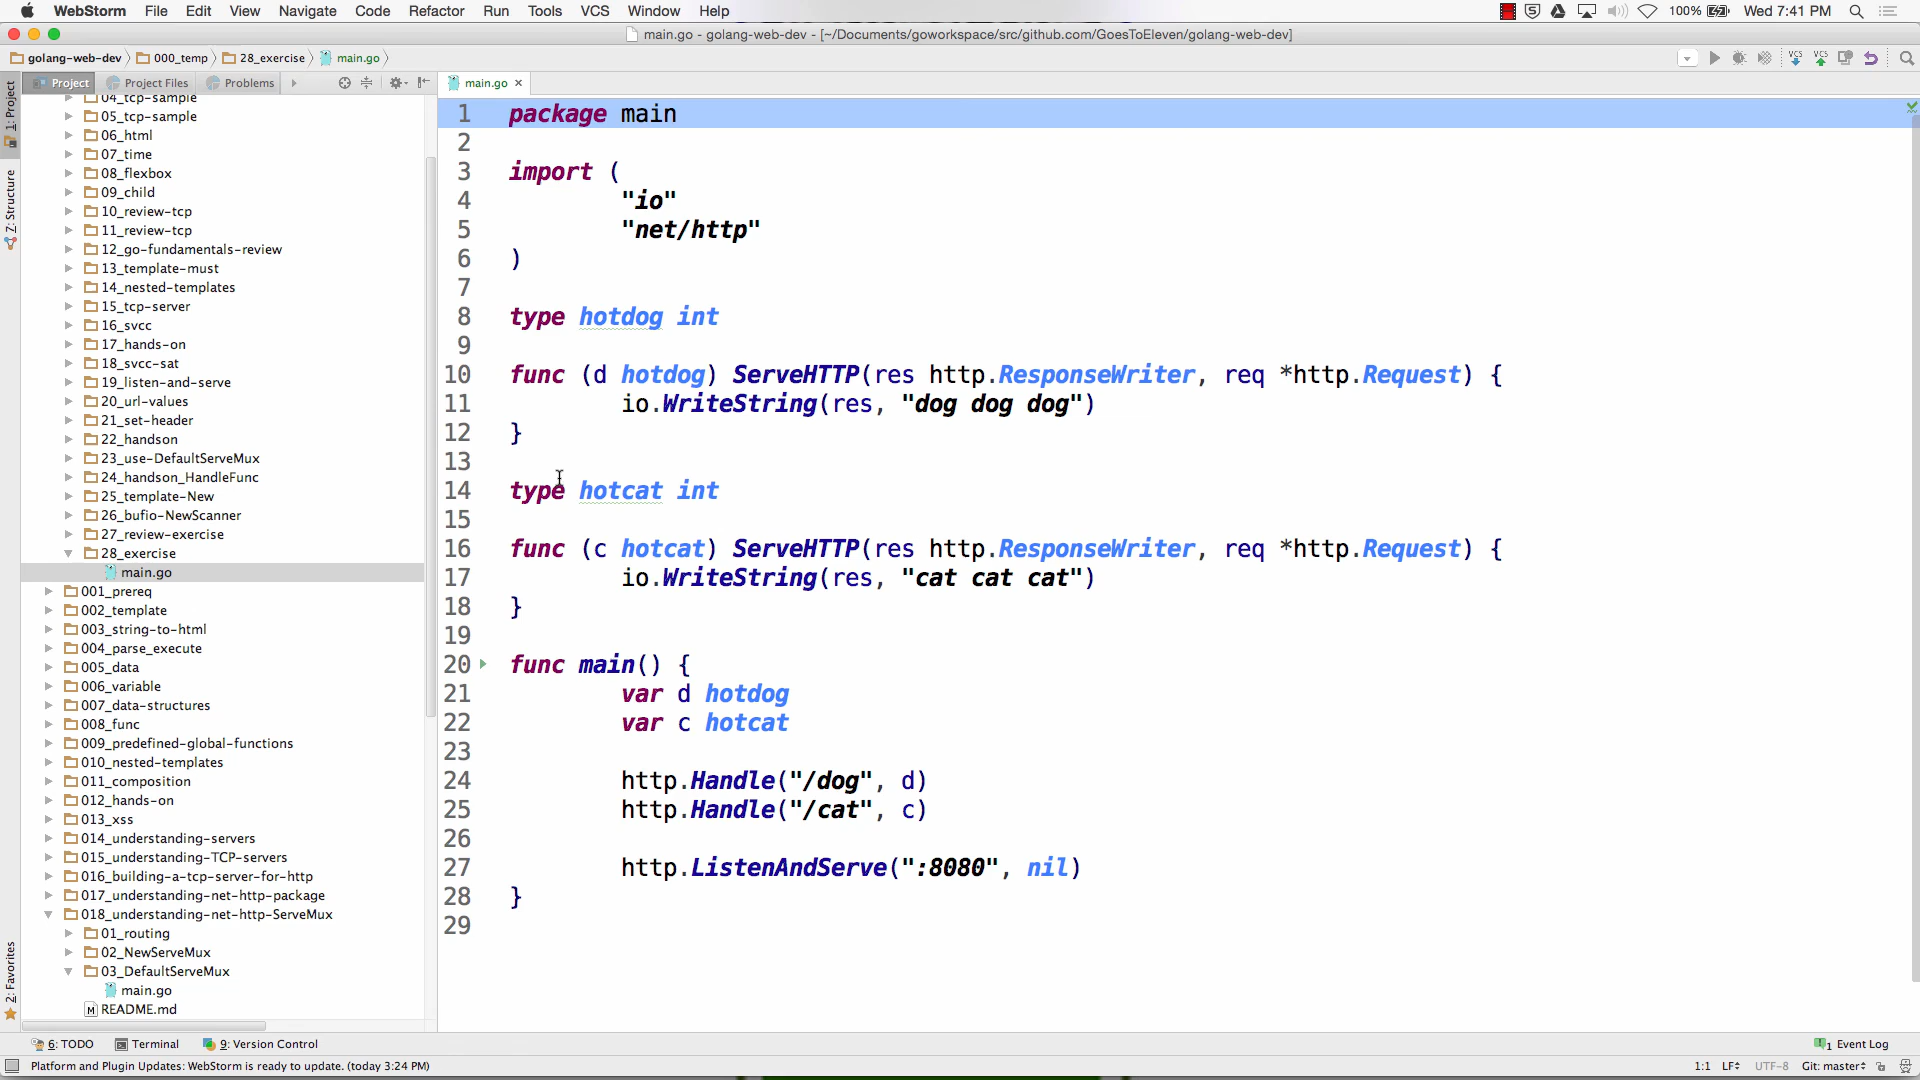 WebStorm File Edit View Navigate Code Refactor Run Tools VCS Window Help 100% Wed 7:41 PM
main.go - golang-web-dev - [~/Documents/goworkspace/src/github.com/GoesToEleven/golang-web-dev]
golang-web-dev 000_temp 28_exercise main.go
Project Project Files Problems main.go
1: Project
Z: Structure
2: Favorites
04_tcp-sample
05_tcp-sample
06_html
07_time
08_flexbox
09_child
10_review-tcp
11_review-tcp
12_go-fundamentals-review
13_template-must
14_nested-templates
15_tcp-server
16_svcc
17_hands-on
18_svcc-sat
19_listen-and-serve
20_url-values
21_set-header
22_handson
23_use-DefaultServeMux
24_handson_HandleFunc
25_template-New
26_bufio-NewScanner
27_review-exercise
28_exercise
main.go
001_prereq
002_template
003_string-to-html
004_parse_execute
005_data
006_variable
007_data-structures
008_func
009_predefined-global-functions
010_nested-templates
011_composition
012_hands-on
013_xss
014_understanding-servers
015_understanding-TCP-servers
016_building-a-tcp-server-for-http
017_understanding-net-http-package
018_understanding-net-http-ServeMux
01_routing
02_NewServeMux
03_DefaultServeMux
main.go
README.md
1 package main
2
3 import (
4 "io"
5 "net/http"
6 )
7
8 type hotdog int
9
10 func (d hotdog) ServeHTTP(res http.ResponseWriter, req *http.Request) {
11 io.WriteString(res, "dog dog dog")
12 }
13
14 type hotcat int
15
16 func (c hotcat) ServeHTTP(res http.ResponseWriter, req *http.Request) {
17 io.WriteString(res, "cat cat cat")
18 }
19
20 func main() {
21 var d hotdog
22 var c hotcat
23
24 http.Handle("/dog", d)
25 http.Handle("/cat", c)
26
27 http.ListenAndServe(":8080", nil)
28 }
29
6: TODO Terminal 9: Version Control 1 Event Log
Platform and Plugin Updates: WebStorm is ready to update. (today 3:24 PM) 1:1 LF UTF-8 Git: master